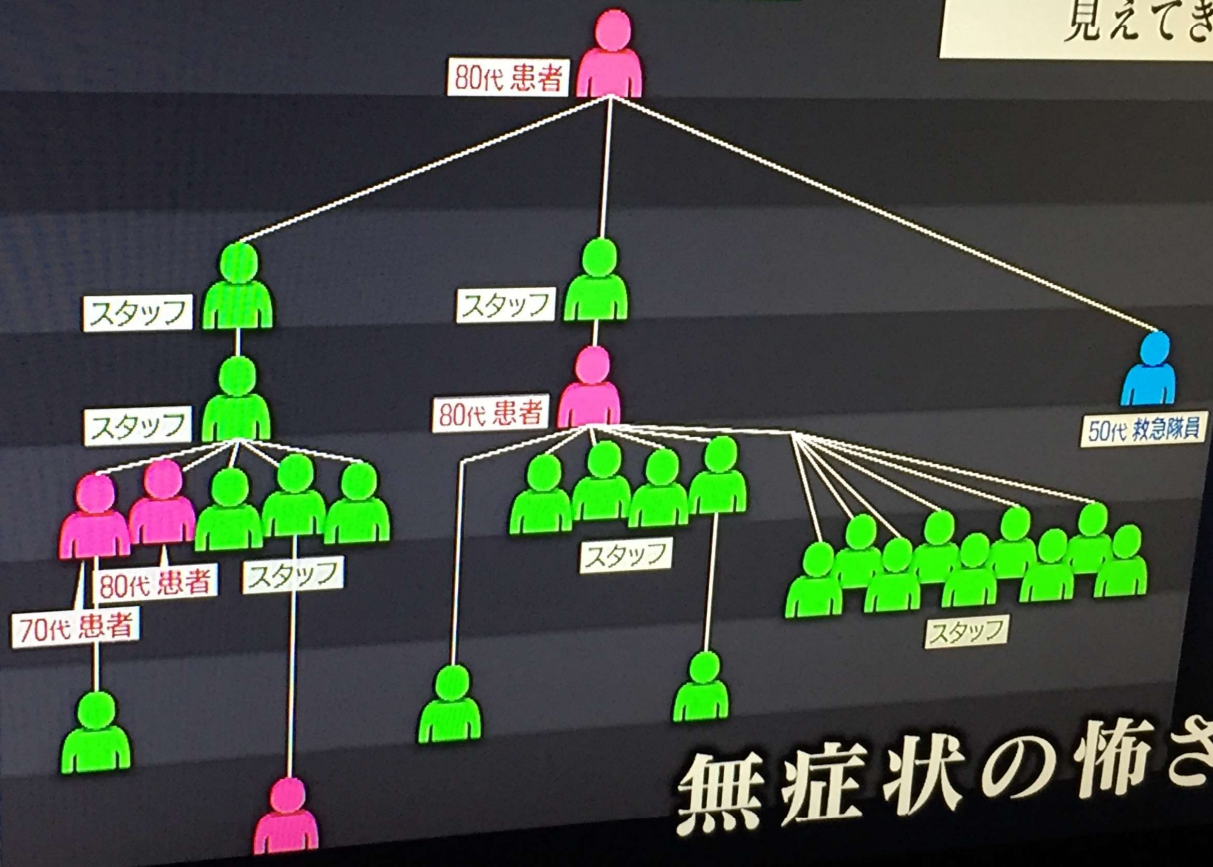 見えてき
80代 患者
スタッフ
スタッフ
スタッフ
80代 患者
50代 救急隊員
80代 患者
スタッフ
70代 患者
スタッフ
スタッフ
無症状の怖さ